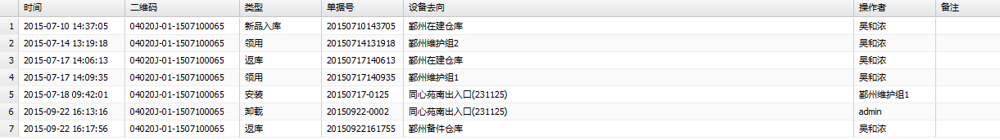 时间 二维码 类型 单据号 设备去向 操作者 备注
1 2015-07-10 14:37:05 04020J-01-1507100065 新品入库 20150710143705 鄞州在建仓库 吴和浓
2 2015-07-14 13:19:18 04020J-01-1507100065 领用 20150714131918 鄞州维护组2 吴和浓
3 2015-07-17 14:06:13 04020J-01-1507100065 返库 20150717140613 鄞州在建仓库 吴和浓
4 2015-07-17 14:09:35 04020J-01-1507100065 领用 20150717140935 鄞州维护组1 吴和浓
5 2015-07-18 09:42:01 04020J-01-1507100065 安装 20150717-0125 同心苑南出入口(231125) 鄞州维护组1
6 2015-09-22 16:13:16 04020J-01-1507100065 卸载 20150922-0002 同心苑南出入口(231125) admin
7 2015-09-22 16:17:56 04020J-01-1507100065 返库 20150922161755 鄞州备件仓库 吴和浓